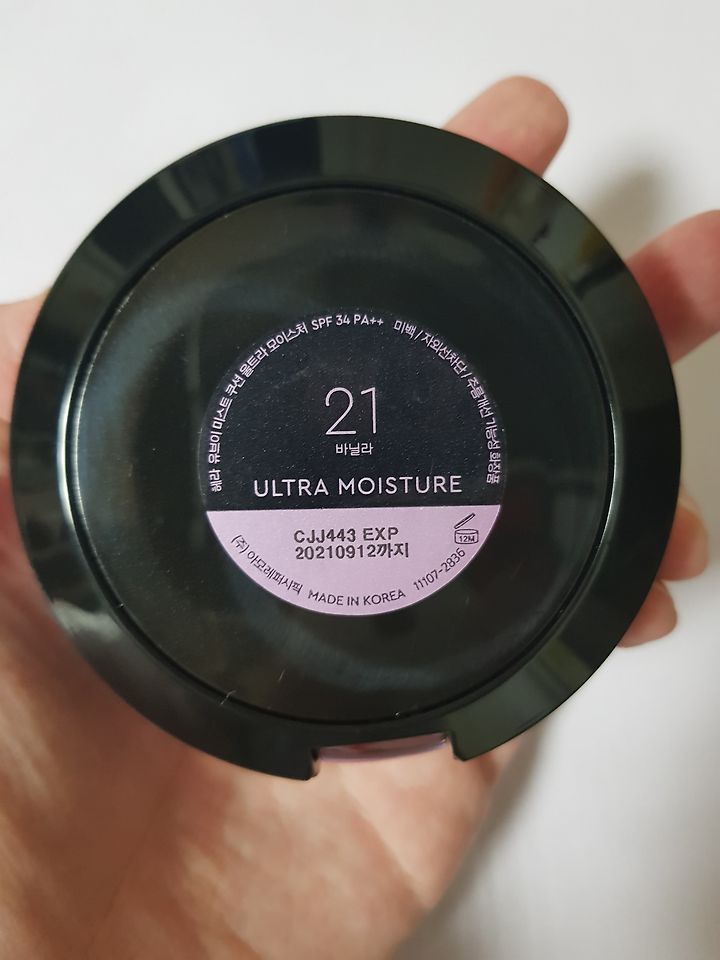 헤라 유브이 미스트 쿠션 울트라 모이스처 SPF 34 PA++ 미백 / 자외선차단 / 주름개선 기능성 화장품
21
바닐라
ULTRA MOISTURE
CJJ443 EXP
20210912까지
12M
(주) 아모레퍼시픽 MADE IN KOREA 11107-2836